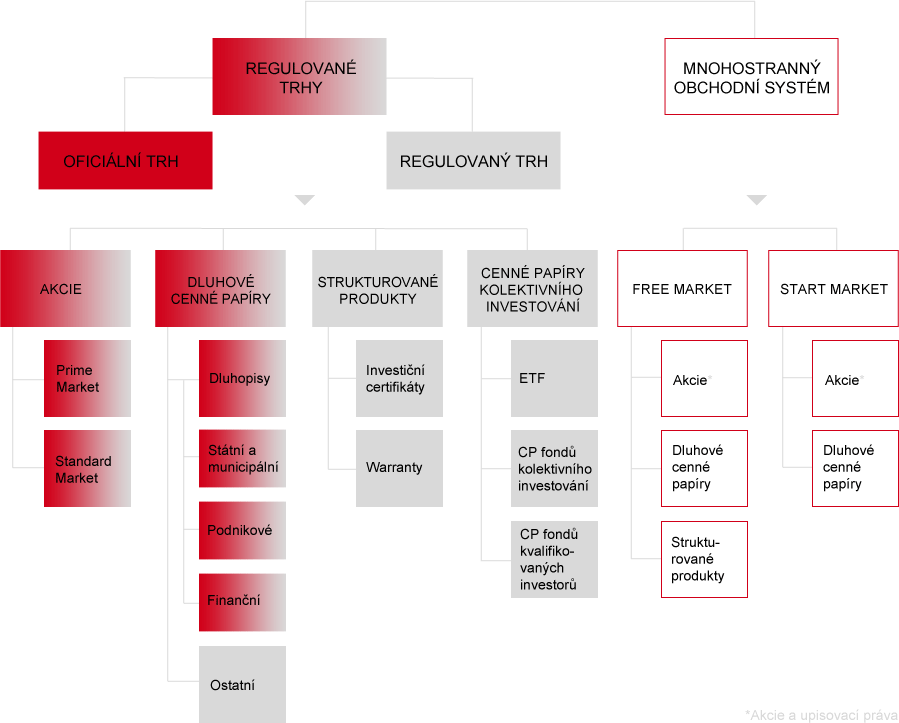 REGULOVANÉ
TRHY
MNOHOSTRANNÝ
OBCHODNÍ SYSTÉM
OFICIÁLNÍ TRH
REGULOVANÝ TRH
AKCIE
DLUHOVÉ
CENNÉ PAPÍRY
STRUKTUROVANÉ
PRODUKTY
CENNÉ PAPÍRY
KOLEKTIVNÍHO
INVESTOVÁNÍ
FREE MARKET
START MARKET
Prime
Market
Standard
Market
Dluhopisy
Státní a
municipální
Podnikové
Finanční
Ostatní
Investiční
certifikáty
Warranty
ETF
CP fondů
kolektivního
investování
CP fondů
kvalifiko-
vaných
investorů
Akcie*
Dluhové
cenné
papíry
Struktu-
rované
produkty
Akcie*
Dluhové
cenné
papíry
*Akcie a upisovací práva